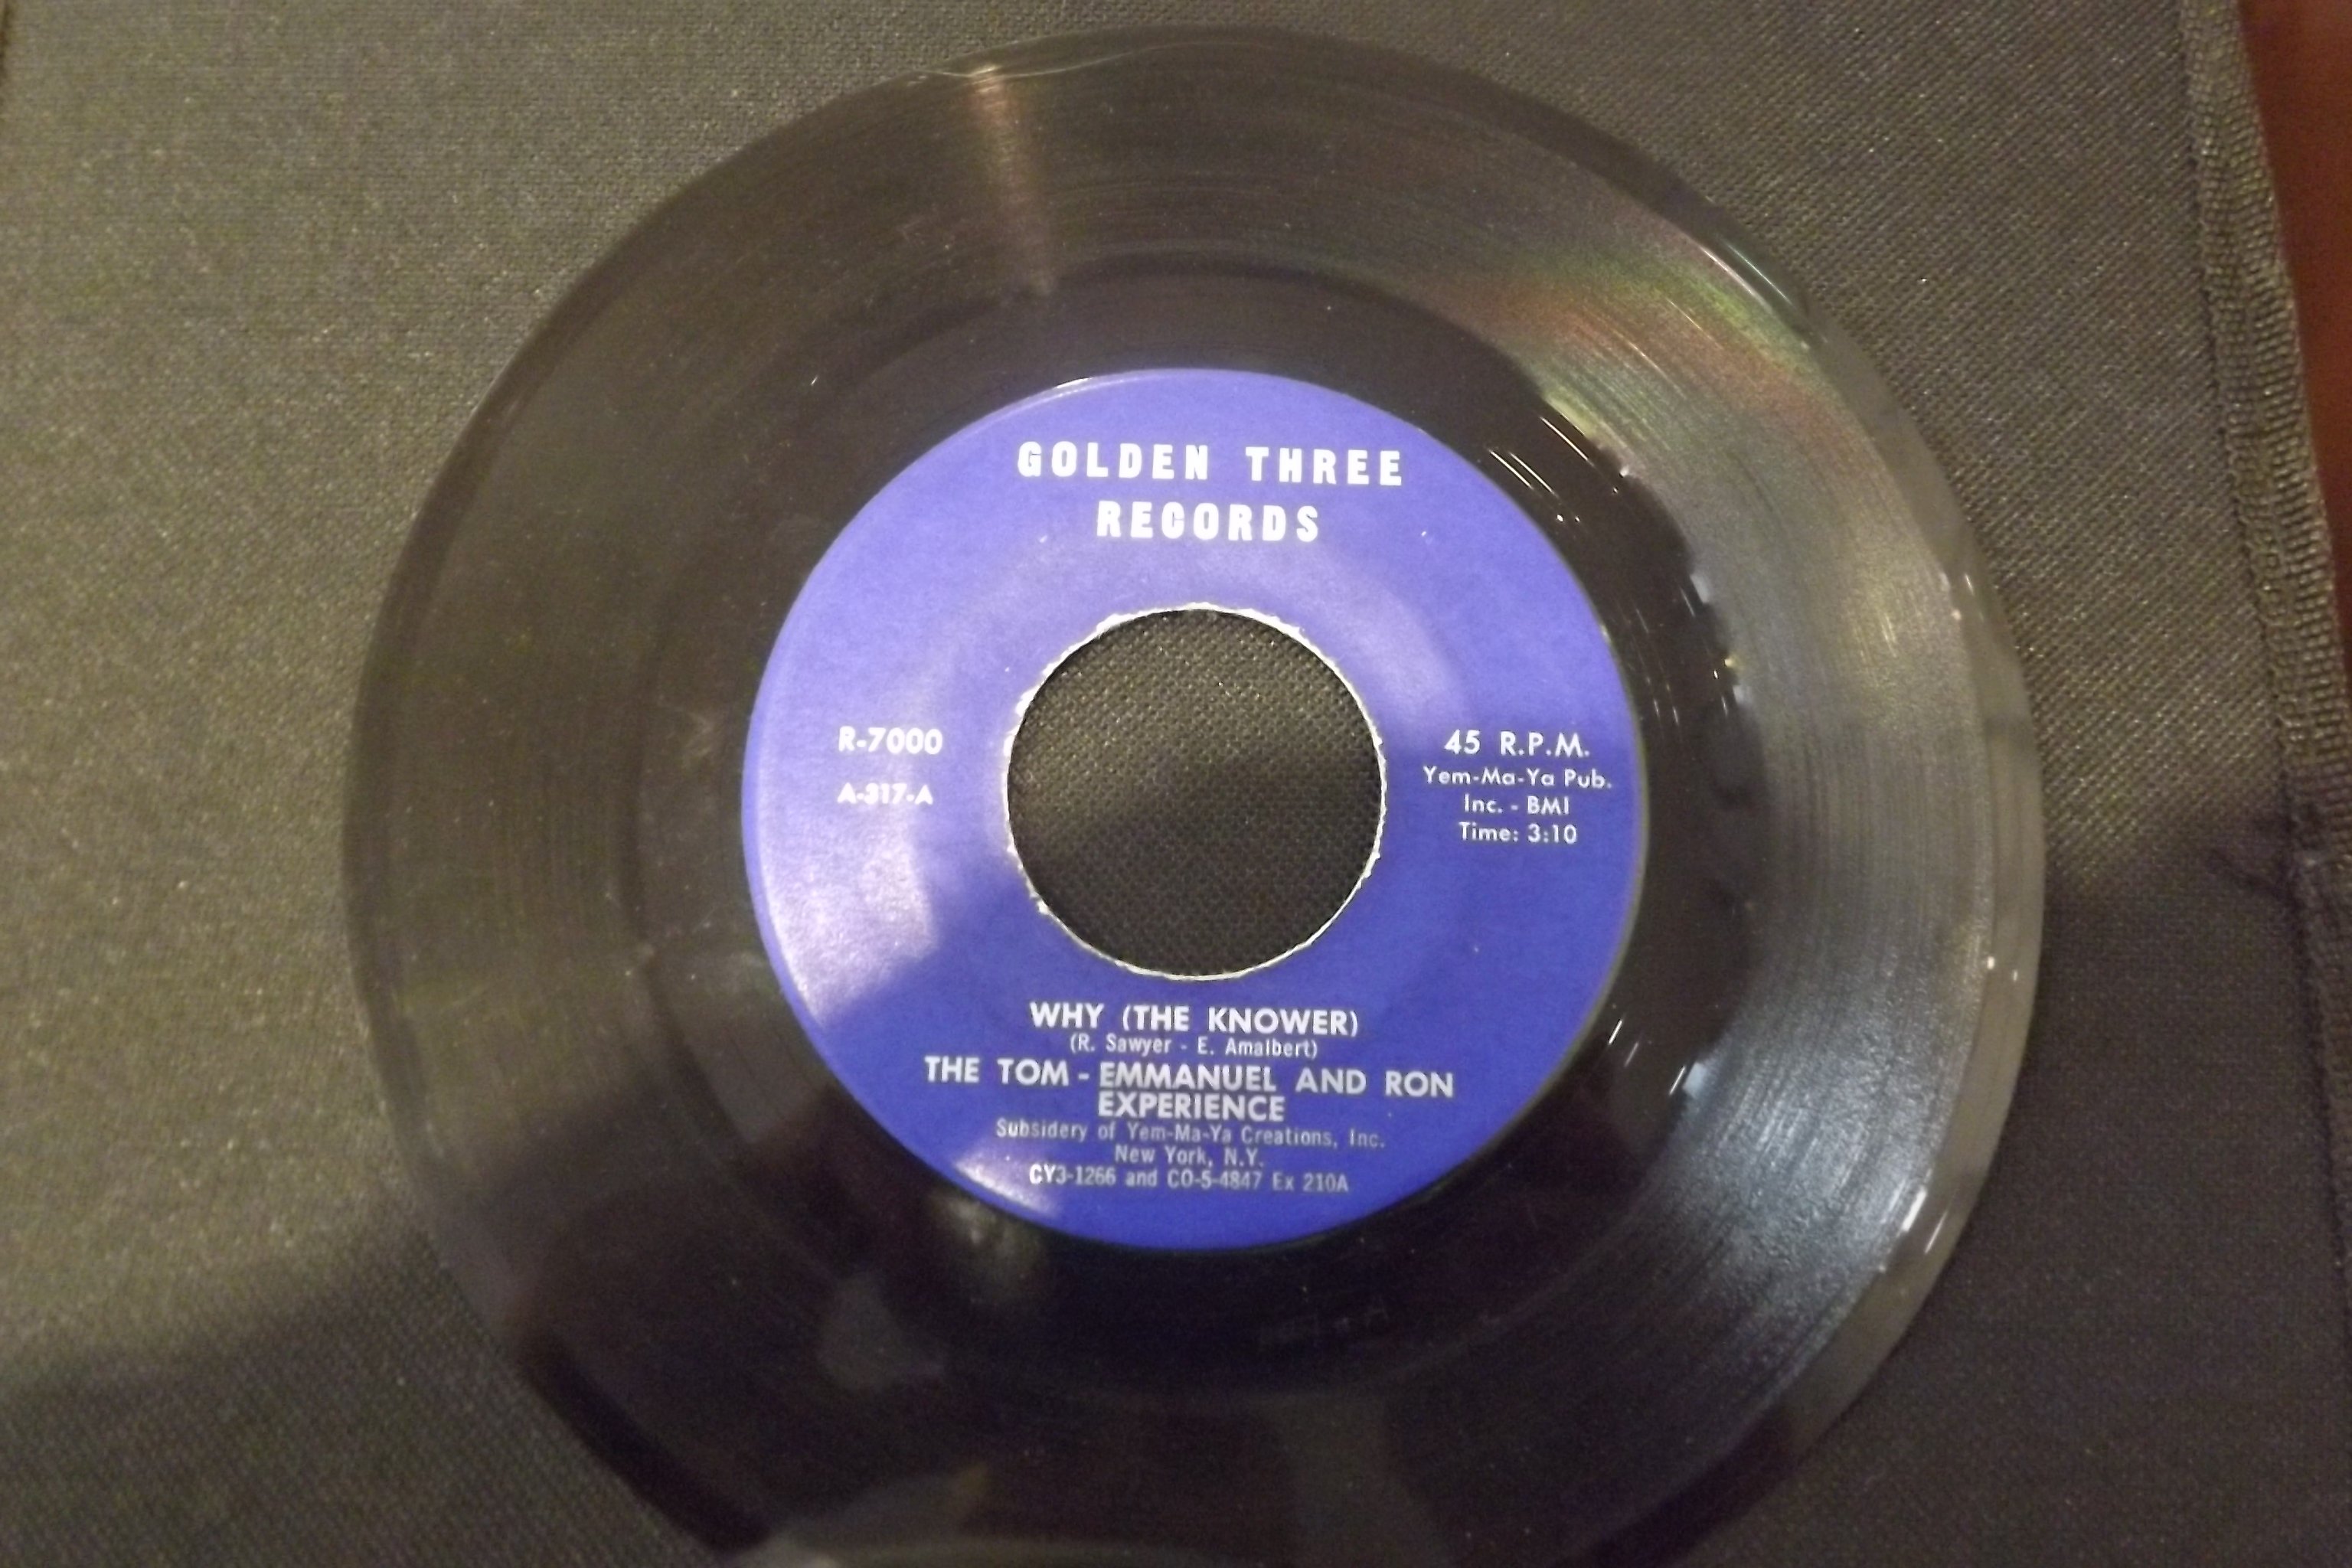 GOLDEN THREE
RECORDS
R-7000
A-317-A
45 R.P.M.
Yem-Ma-Ya Pub.
Inc. - BMI
Time: 3:10
WHY (THE KNOWER)
(R. Sawyer - E. Amalbert)
THE TOM - EMMANUEL AND RON
EXPERIENCE
Subsidery of Yem-Ma-Ya Creations, Inc.
New York, N.Y.
CY3-1266 and CO-5-4847 Ex 210A